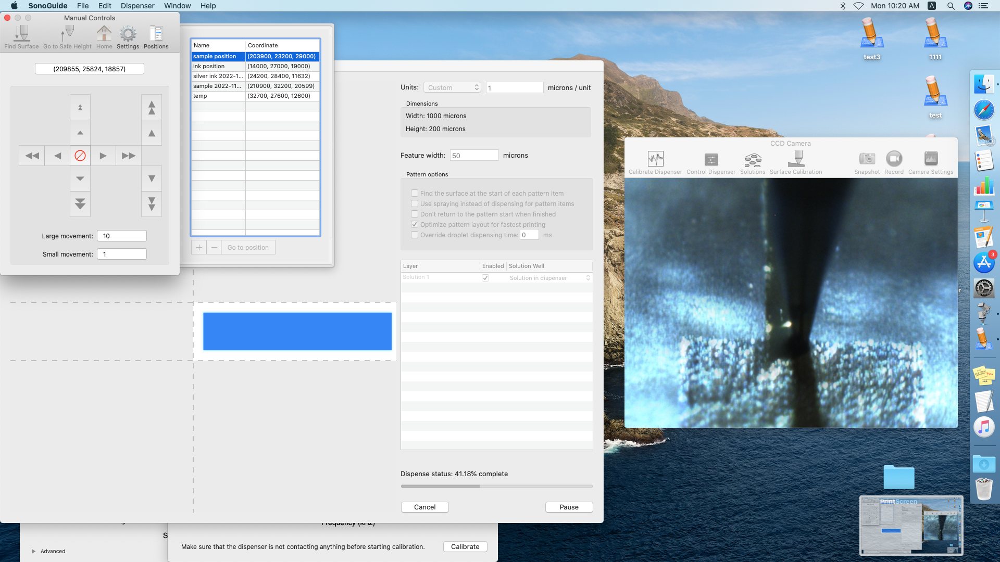 SonoGuide File Edit Dispenser Window Help
Mon 10:20 AM A
Manual Controls
Find Surface Go to Safe Height Home Settings Positions
(209855, 25824, 18857)
Large movement: 10
Small movement: 1
Name Coordinate
sample position (203900, 23200, 29000)
ink position (14000, 27000, 19000)
silver ink 2022-1... (24200, 28400, 11632)
sample 2022-11... (210900, 32200, 20599)
temp (32700, 27600, 12600)
+ − Go to position
Units: Custom 1 microns / unit
Dimensions
Width: 1000 microns
Height: 200 microns
Feature width: 50 microns
Pattern options
Find the surface at the start of each pattern item
Use spraying instead of dispensing for pattern items
Don't return to the pattern start when finished
Optimize pattern layout for fastest printing
Override droplet dispensing time: 0 ms
Layer Enabled Solution Well
Solution 1 Solution in dispenser
Dispense status: 41.18% complete
Cancel Pause
Frequency (kHz)
S
Make sure that the dispenser is not contacting anything before starting calibration. Calibrate
Advanced
CCD Camera
Calibrate Dispenser Control Dispenser Solutions Surface Calibration Snapshot Record Camera Settings
test3
1111
test
3
r
PrintScreen